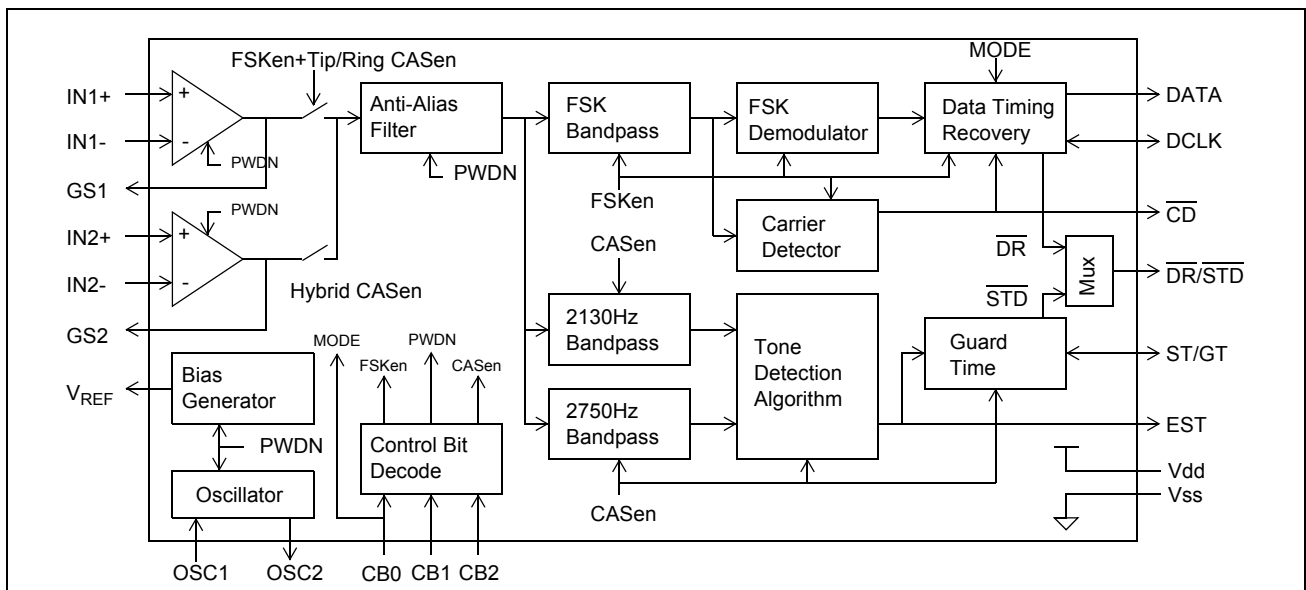 FSKen+Tip/Ring CASen
MODE
IN1+
+
Anti-Alias
Filter
FSK
Bandpass
FSK
Demodulator
Data Timing
Recovery
DATA
IN1-
-
PWDN
DCLK
GS1
PWDN
FSKen
PWDN
Carrier
Detector
CD
IN2+
+
CASen
DR
Mux
DR/STD
IN2-
-
Hybrid CASen
STD
GS2
MODE
FSKen
PWDN
CASen
2130Hz
Bandpass
Tone
Detection
Algorithm
Guard
Time
ST/GT
VREF
Bias
Generator
2750Hz
Bandpass
EST
PWDN
Control Bit
Decode
Vdd
Oscillator
CASen
Vss
OSC1
OSC2
CB0
CB1
CB2